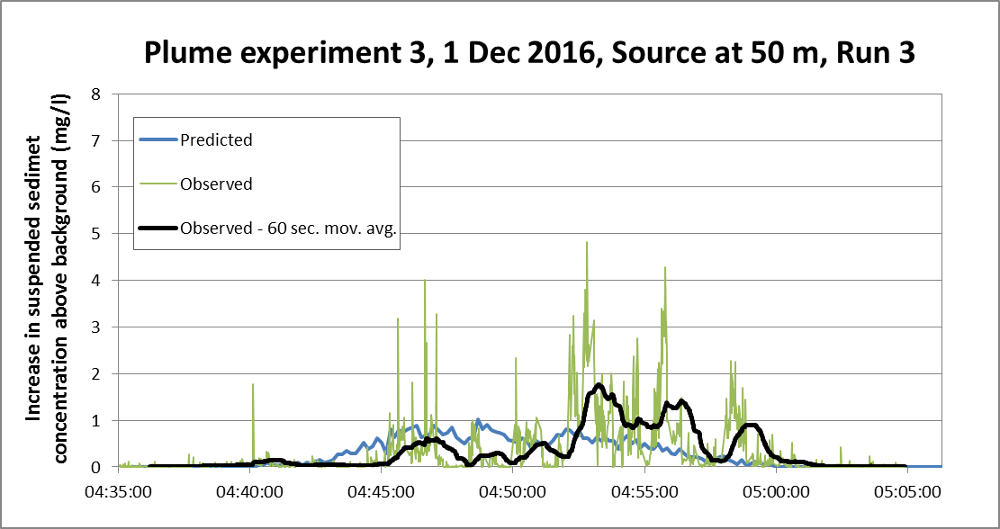 Plume experiment 3, 1 Dec 2016, Source at 50 m, Run 3
Increase in suspended sedimet
concentration above background (mg/l)
8
7
6
5
4
3
2
1
0
Predicted
Observed
Observed - 60 sec. mov. avg.
04:35:00
04:40:00
04:45:00
04:50:00
04:55:00
05:00:00
05:05:00